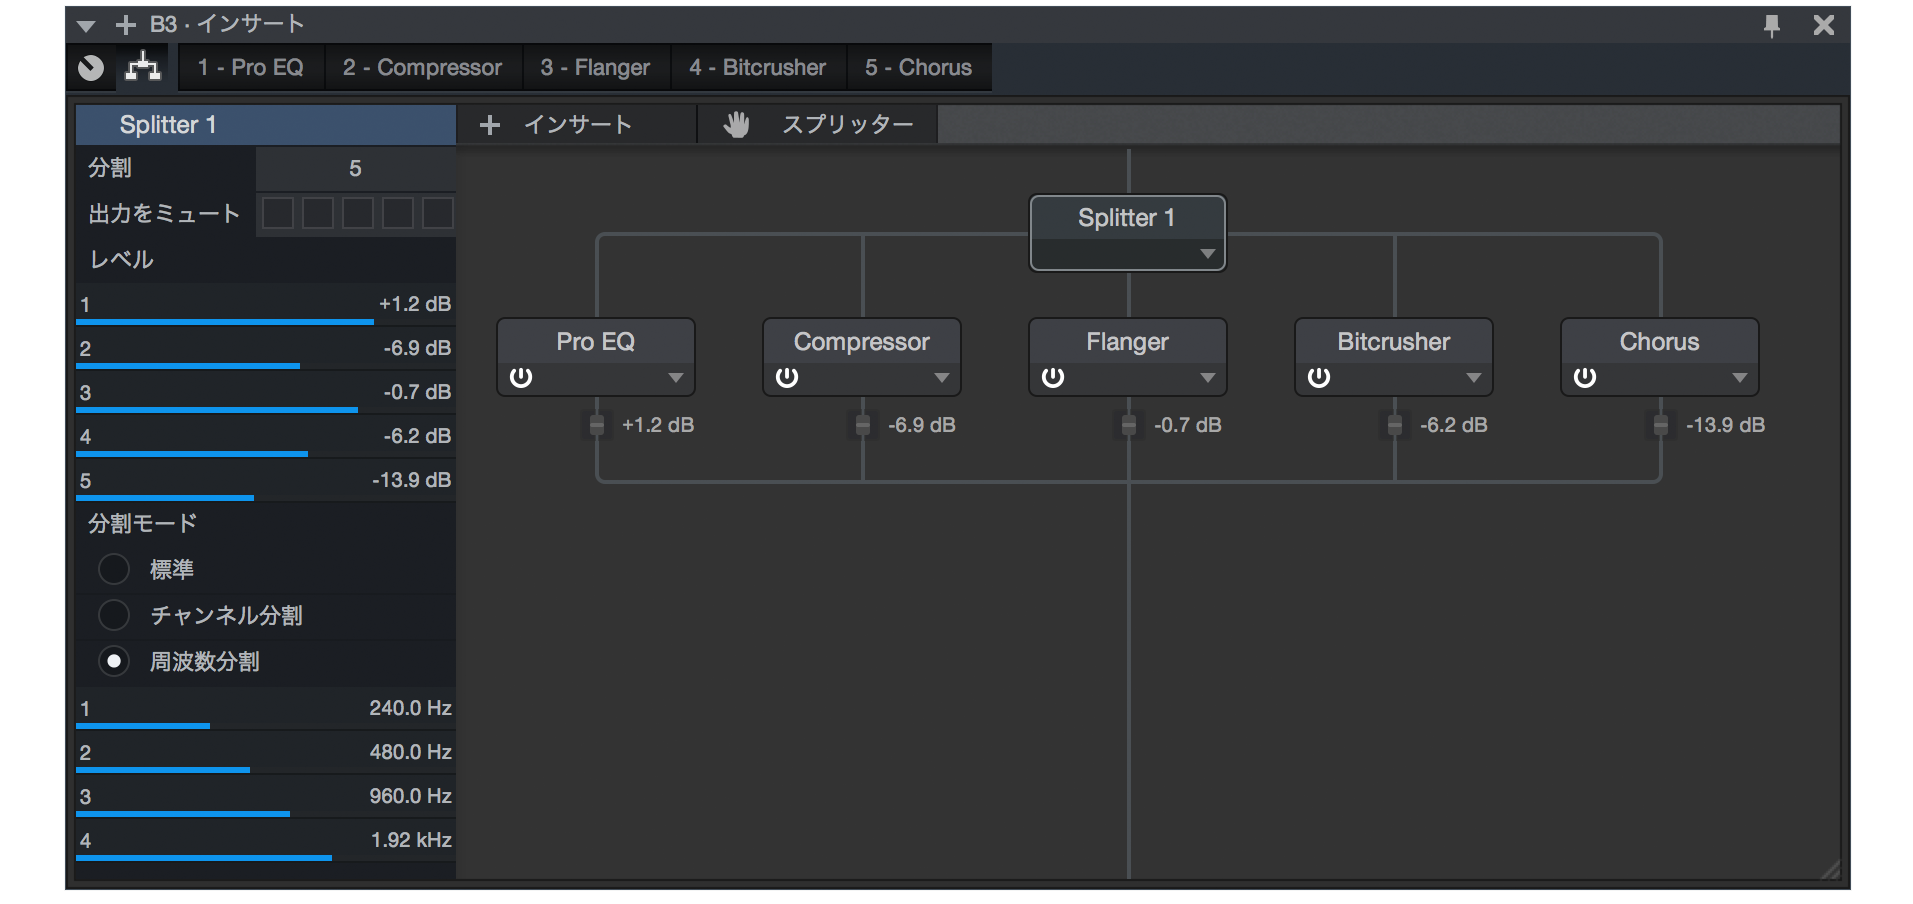 B3 · インサート
1 - Pro EQ
2 - Compressor
3 - Flanger
4 - Bitcrusher
5 - Chorus
Splitter 1
インサート
スプリッター
分割 5
出力をミュート
レベル
1 +1.2 dB
2 -6.9 dB
3 -0.7 dB
4 -6.2 dB
5 -13.9 dB
分割モード
標準
チャンネル分割
周波数分割
1 240.0 Hz
2 480.0 Hz
3 960.0 Hz
4 1.92 kHz
Splitter 1
Pro EQ
Compressor
Flanger
Bitcrusher
Chorus
+1.2 dB
-6.9 dB
-0.7 dB
-6.2 dB
-13.9 dB